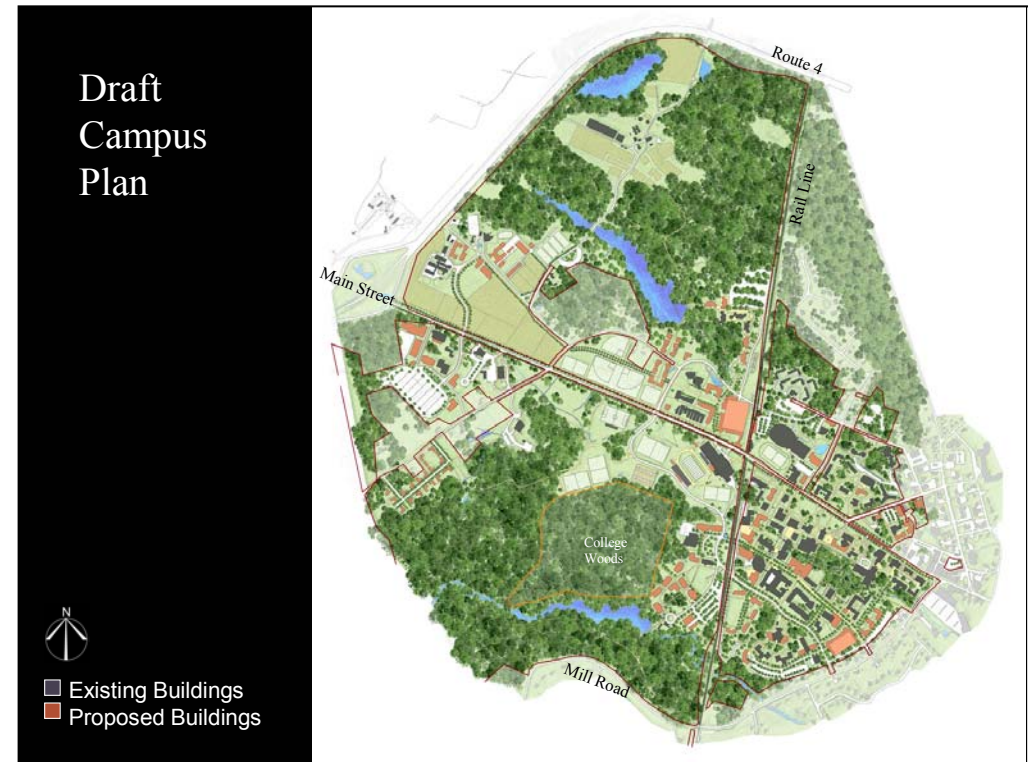 Draft
Campus
Plan
Route 4
Rail Line
Main Street
College
Woods
Mill Road
N
Existing Buildings
Proposed Buildings